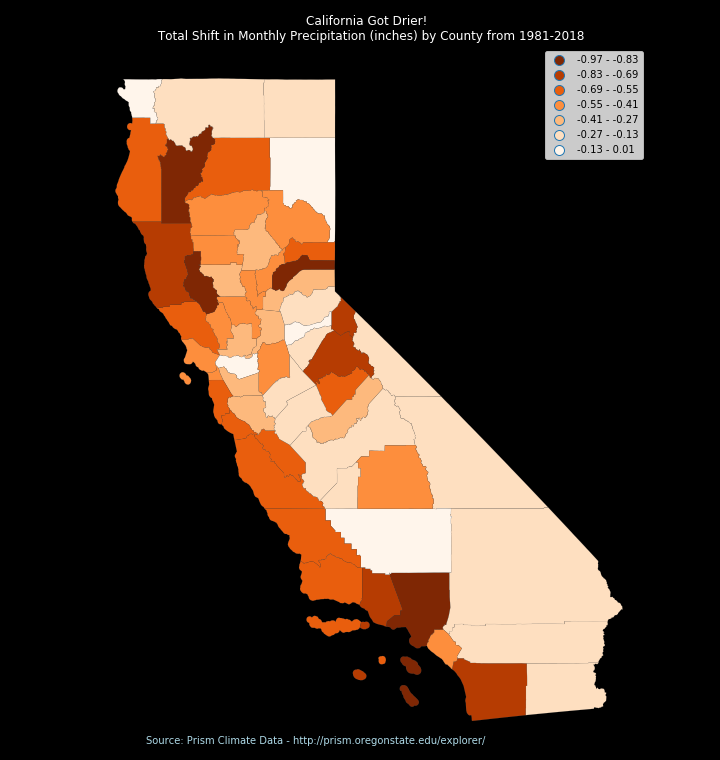 California Got Drier!
Total Shift in Monthly Precipitation (inches) by County from 1981-2018
-0.97 - -0.83
-0.83 - -0.69
-0.69 - -0.55
-0.55 - -0.41
-0.41 - -0.27
-0.27 - -0.13
-0.13 - 0.01
Source: Prism Climate Data - http://prism.oregonstate.edu/explorer/